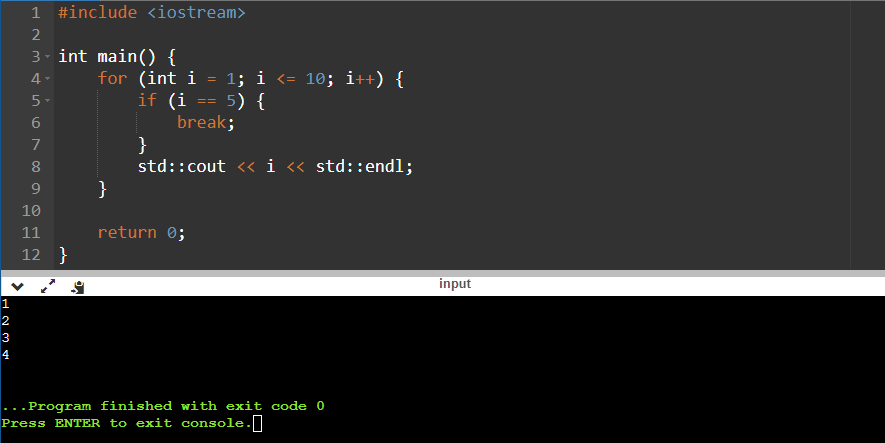 1 #include <iostream>
2
3 int main() {
4     for (int i = 1; i <= 10; i++) {
5         if (i == 5) {
6             break;
7         }
8         std::cout << i << std::endl;
9     }
10
11     return 0;
12 }
input
1
2
3
4
...Program finished with exit code 0
Press ENTER to exit console.